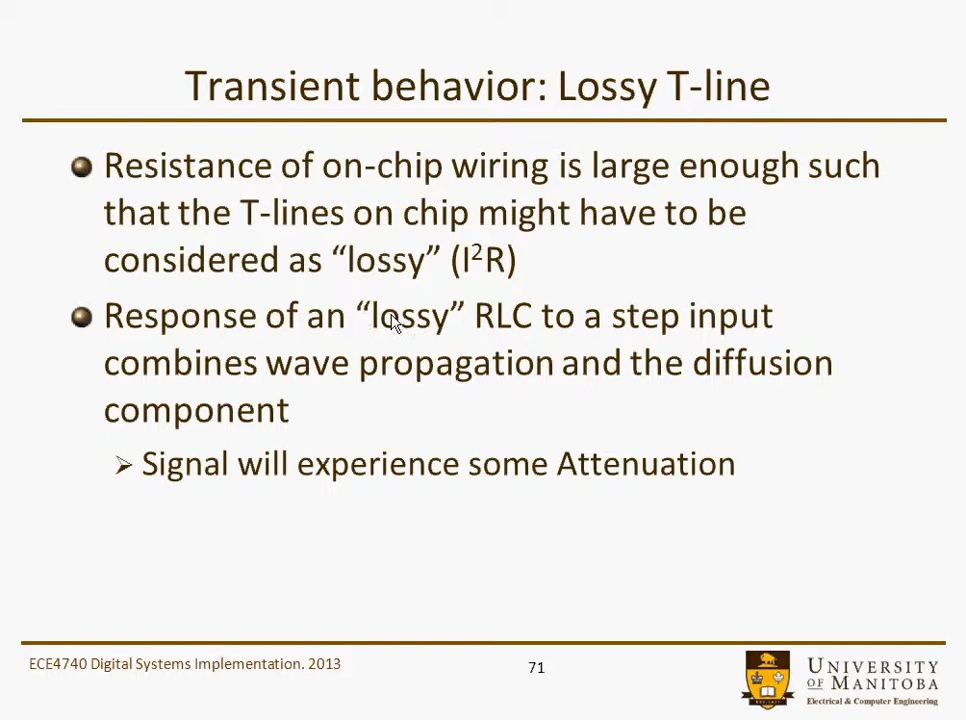 Transient behavior: Lossy T-line
Resistance of on-chip wiring is large enough such
that the T-lines on chip might have to be
considered as “lossy” (I²R)
Response of an “lossy” RLC to a step input
combines wave propagation and the diffusion
component
Signal will experience some Attenuation
ECE4740 Digital Systems Implementation. 2013
71
UNIVERSITY
OF MANITOBA
Electrical & Computer Engineering